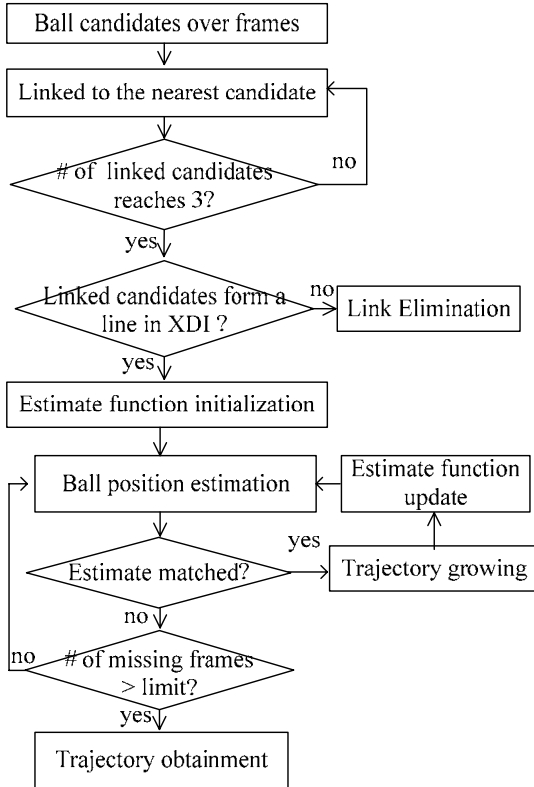 Ball candidates over frames
Linked to the nearest candidate
no
# of linked candidates
reaches 3?
yes
Linked candidates form a
line in XDI ?
no
Link Elimination
yes
Estimate function initialization
Ball position estimation
Estimate function
update
Estimate matched?
yes
Trajectory growing
no
# of missing frames
> limit?
no
yes
Trajectory obtainment